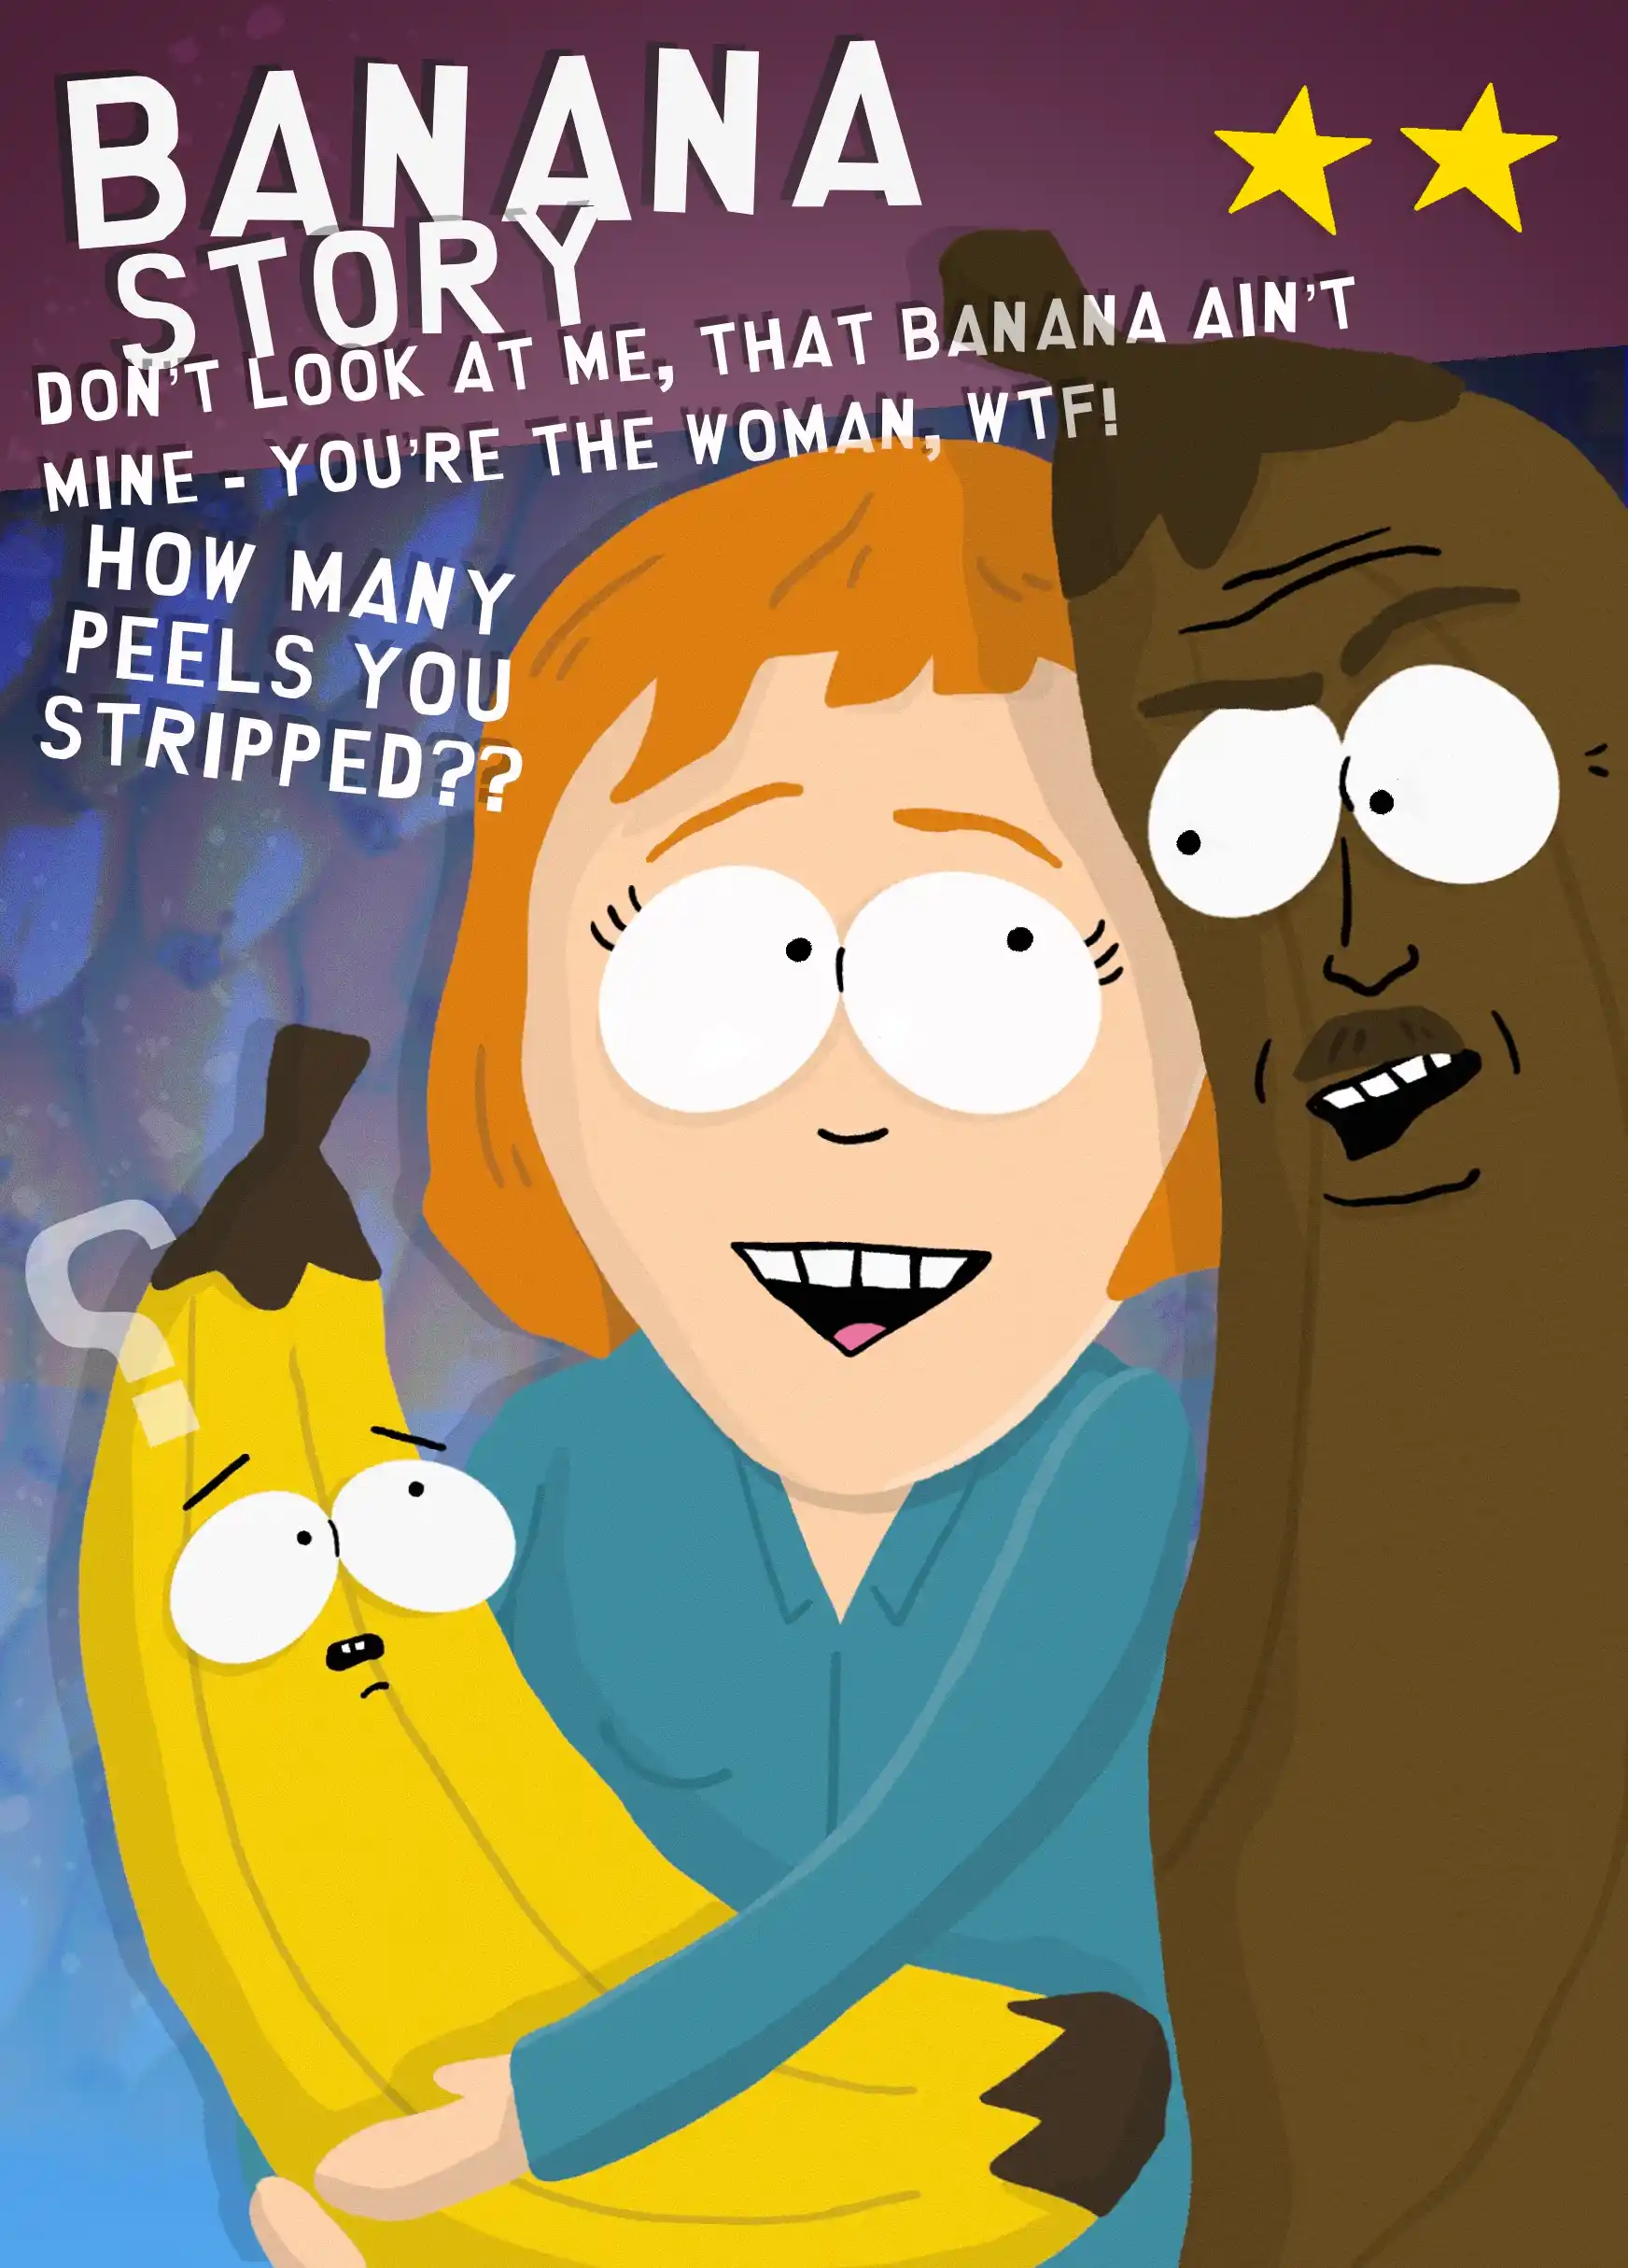 BANANA
STORY
DON'T LOOK AT ME, THAT BANANA AIN'T
MINE - YOU'RE THE WOMAN, WTF!
HOW MANY
PEELS YOU
STRIPPED??
?